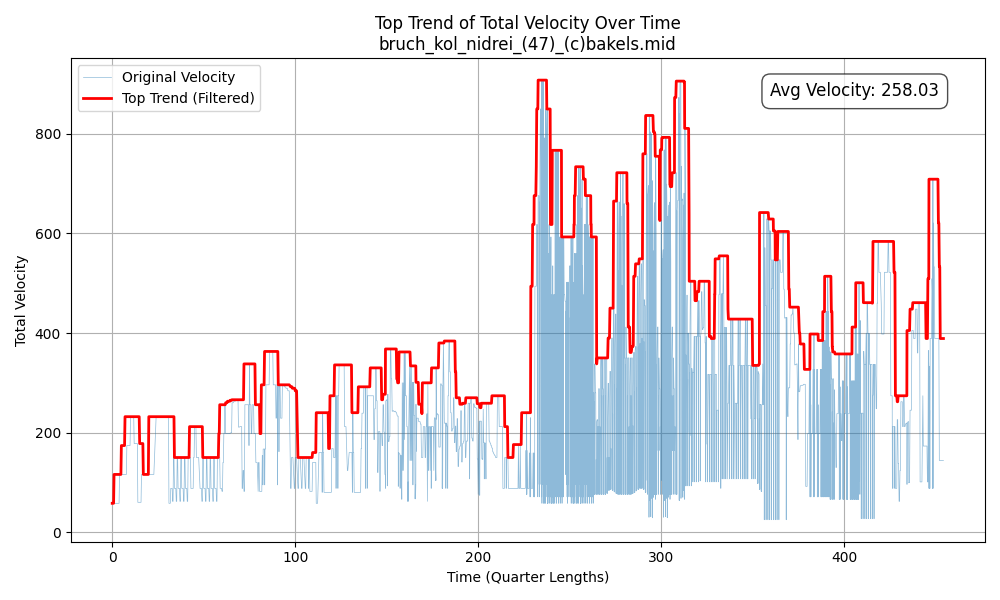 Top Trend of Total Velocity Over Time
bruch_kol_nidrei_(47)_(c)bakels.mid
Original Velocity
Top Trend (Filtered)
Avg Velocity: 258.03
Total Velocity
800
600
400
200
0
0 100 200 300 400
Time (Quarter Lengths)